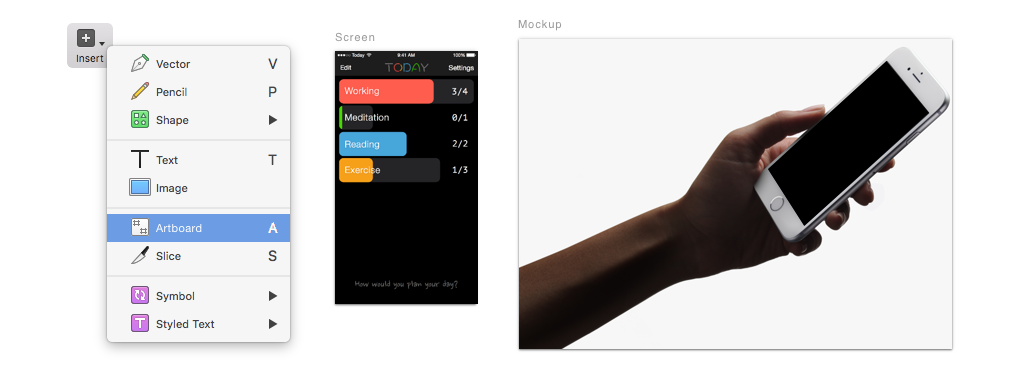 Insert
Vector V
Pencil P
Shape
Text T
Image
Artboard A
Slice S
Symbol
Styled Text
Screen
Today 9:41 AM 100%
Edit TODAY Settings
Working 3/4
Meditation 0/1
Reading 2/2
Exercise 1/3
How would you plan your day?
Mockup